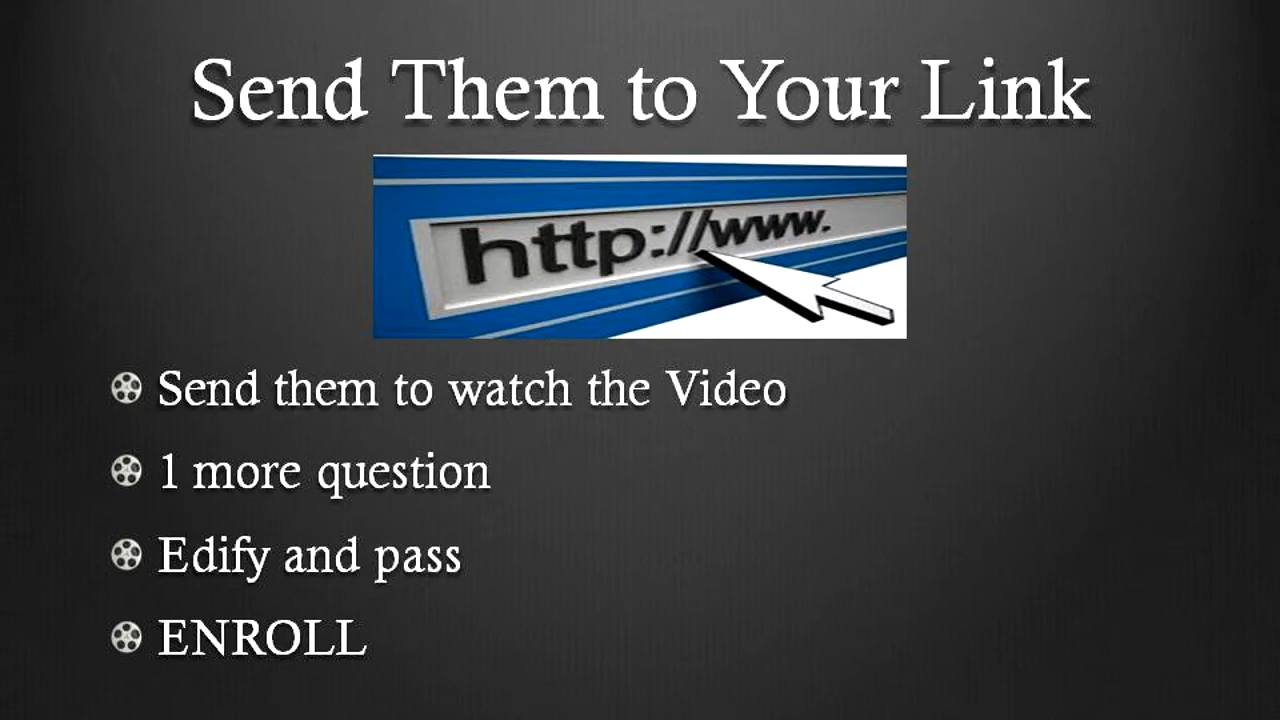 Send Them to Your Link
http://www.
Send them to watch the Video
1 more question
Edify and pass
ENROLL